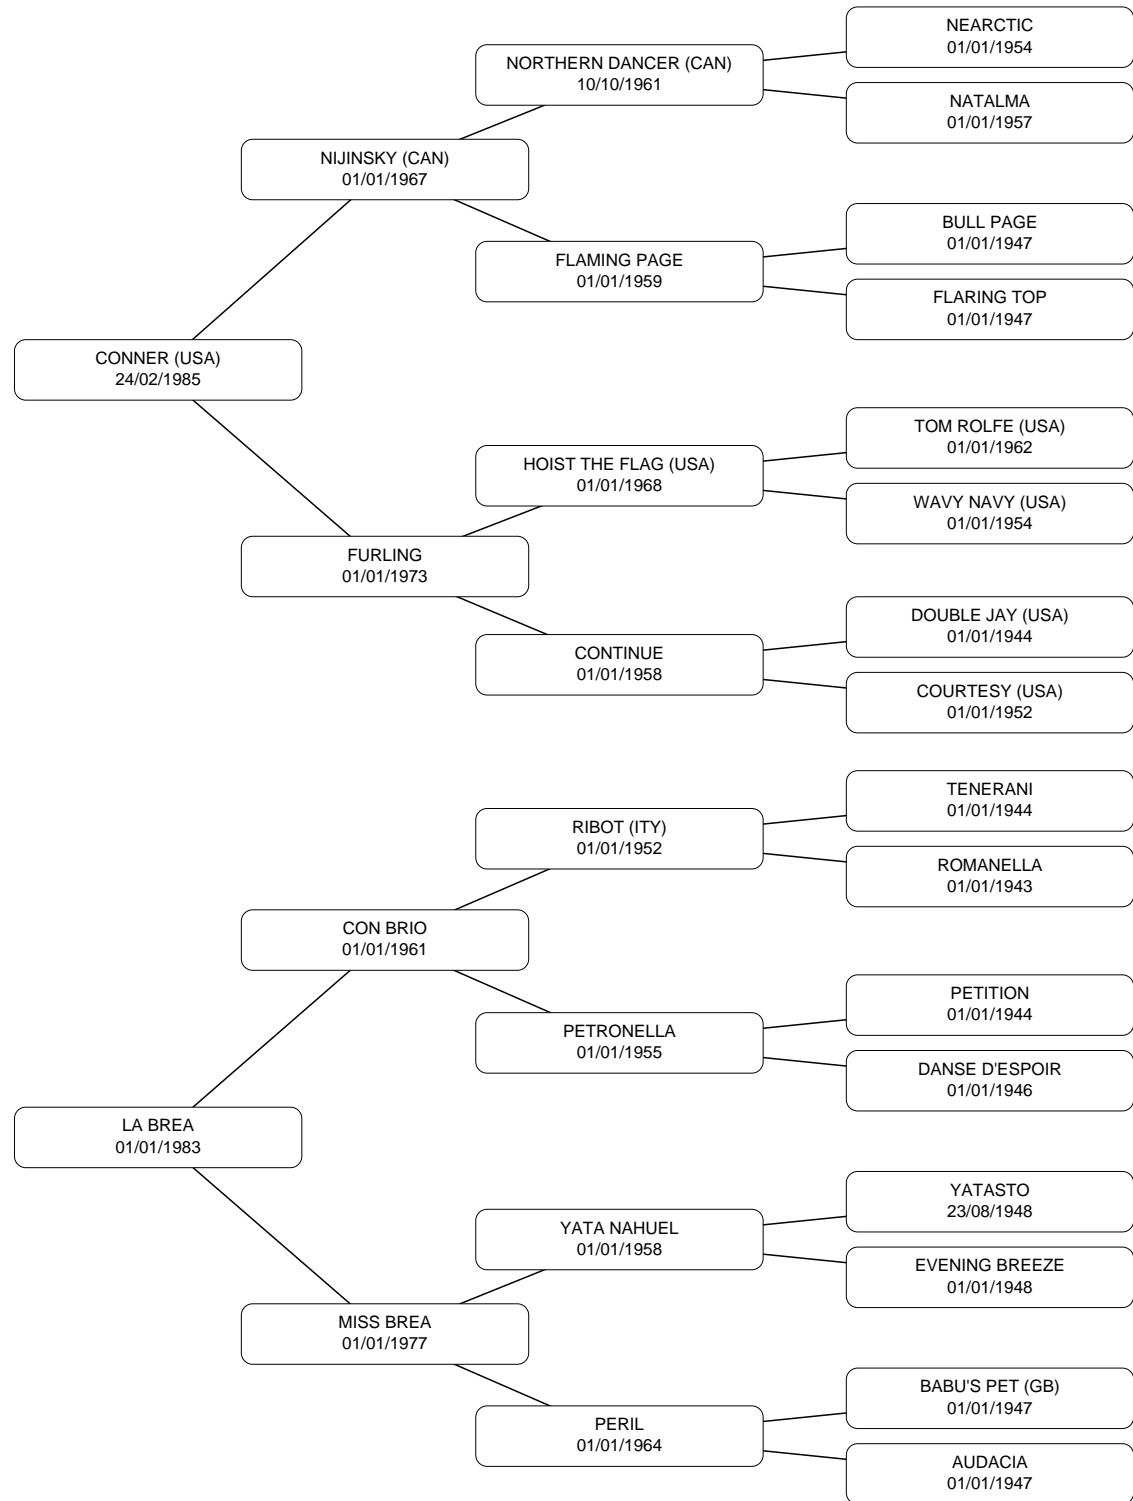 NEARCTIC
01/01/1954
NORTHERN DANCER (CAN)
10/10/1961
NATALMA
01/01/1957
NIJINSKY (CAN)
01/01/1967
BULL PAGE
01/01/1947
FLAMING PAGE
01/01/1959
FLARING TOP
01/01/1947
CONNER (USA)
24/02/1985
TOM ROLFE (USA)
01/01/1962
HOIST THE FLAG (USA)
01/01/1968
WAVY NAVY (USA)
01/01/1954
FURLING
01/01/1973
DOUBLE JAY (USA)
01/01/1944
CONTINUE
01/01/1958
COURTESY (USA)
01/01/1952
TENERANI
01/01/1944
RIBOT (ITY)
01/01/1952
ROMANELLA
01/01/1943
CON BRIO
01/01/1961
PETITION
01/01/1944
PETRONELLA
01/01/1955
DANSE D'ESPOIR
01/01/1946
LA BREA
01/01/1983
YATASTO
23/08/1948
YATA NAHUEL
01/01/1958
EVENING BREEZE
01/01/1948
MISS BREA
01/01/1977
BABU'S PET (GB)
01/01/1947
PERIL
01/01/1964
AUDACIA
01/01/1947